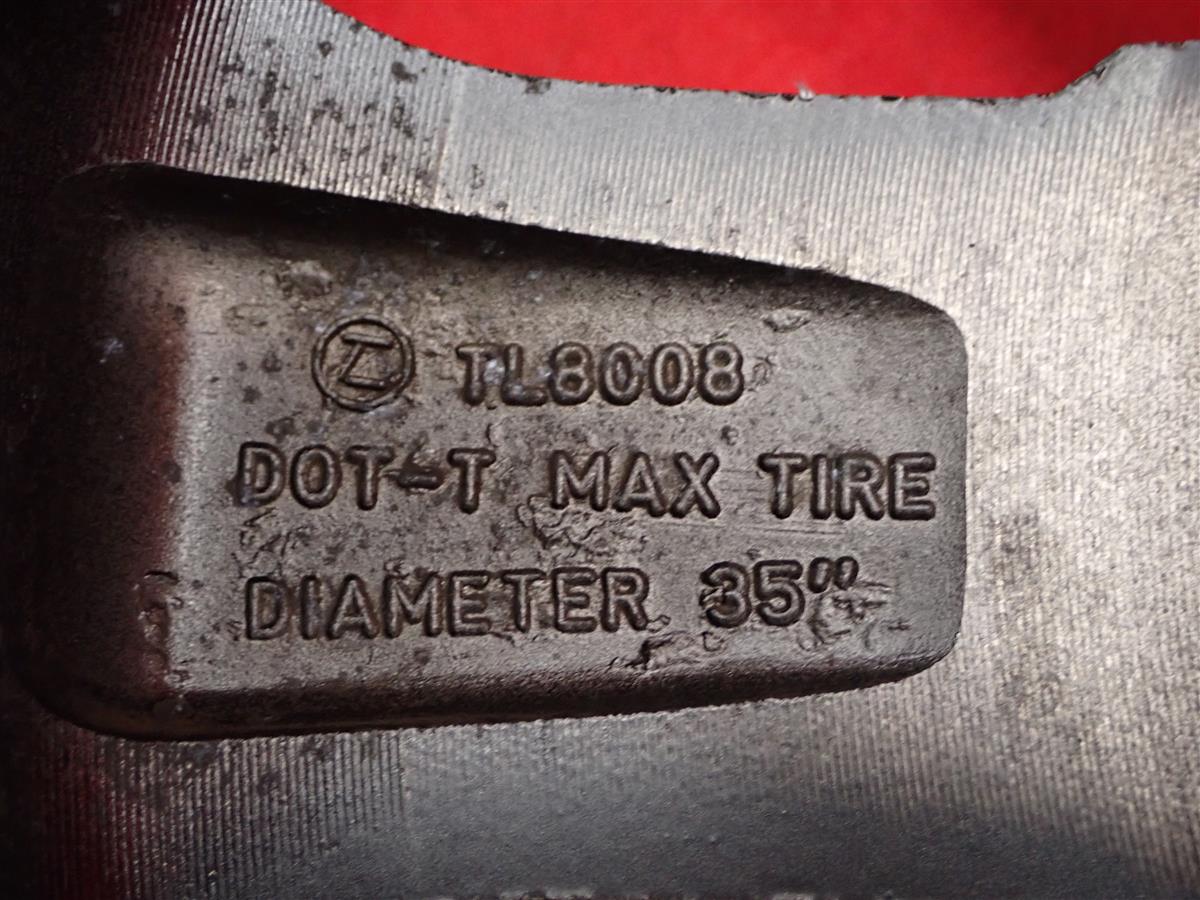 TL8008
DOT-T MAX TIRE
DIAMETER 35"